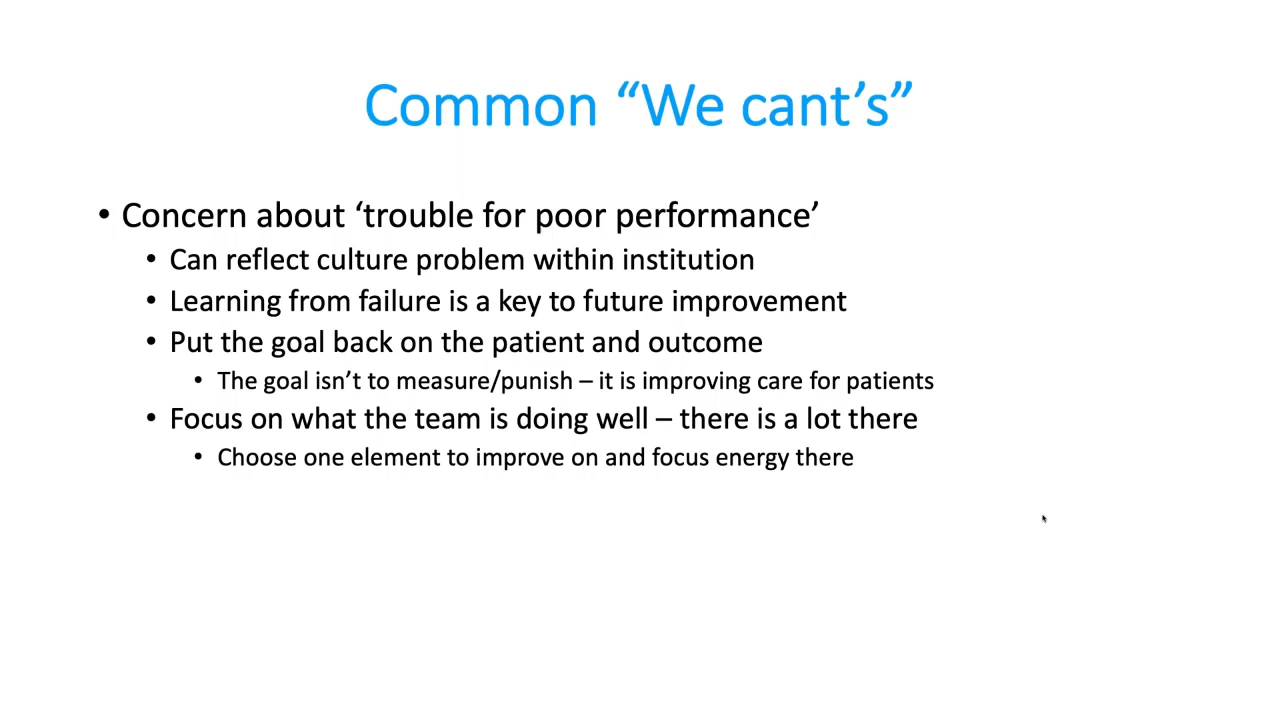 Common “We cant’s”
• Concern about ‘trouble for poor performance’
• Can reflect culture problem within institution
• Learning from failure is a key to future improvement
• Put the goal back on the patient and outcome
• The goal isn’t to measure/punish – it is improving care for patients
• Focus on what the team is doing well – there is a lot there
• Choose one element to improve on and focus energy there